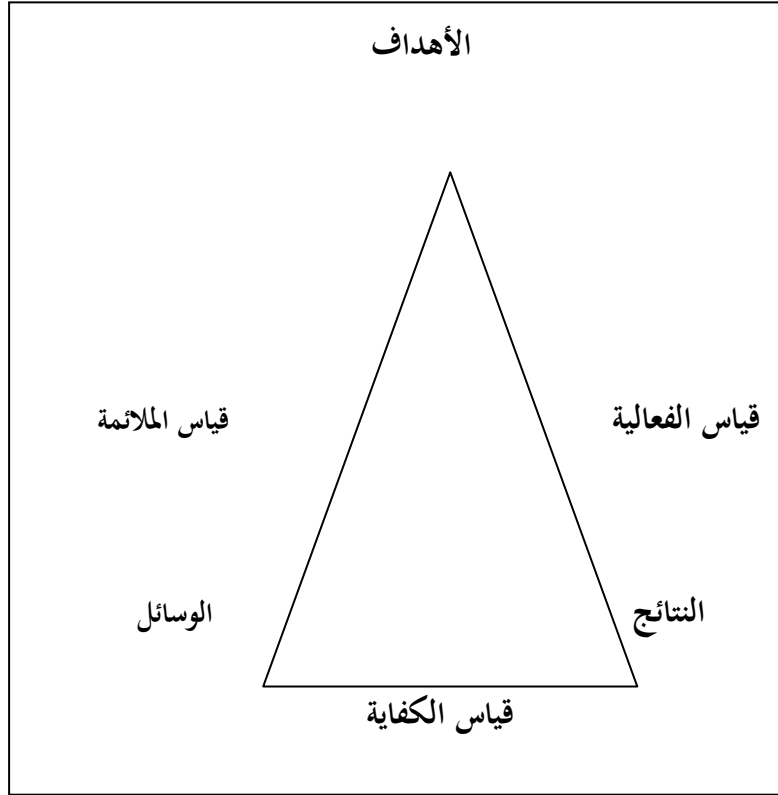 الأهداف
قياس الفعالية
قياس الملائمة
النتائج
الوسائل
قياس الكفاية